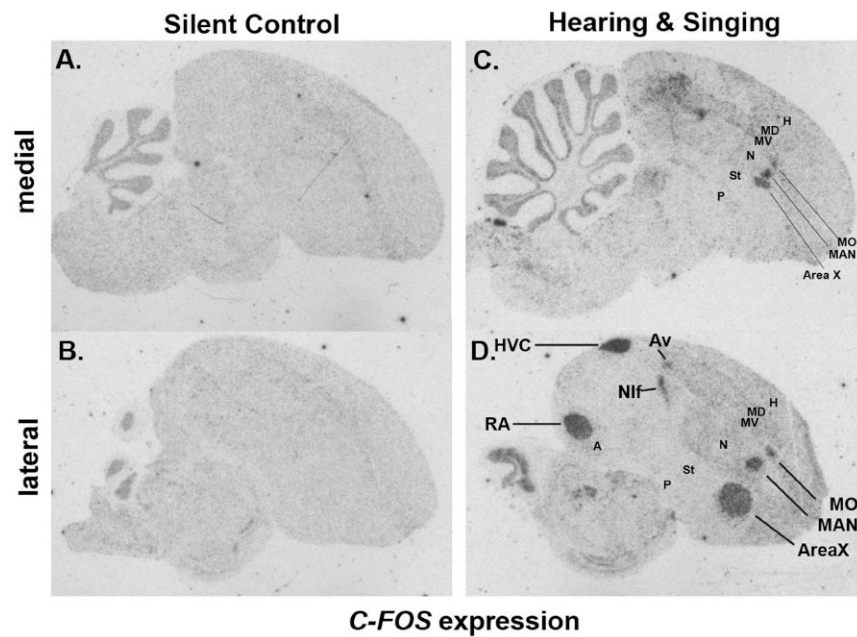 Silent Control
Hearing & Singing
medial
lateral
A.
C.
H
MD
MV
N
St
P
MO
MAN
Area X
B.
D.
HVC
Av
NIf
RA
A
H
MD
MV
N
St
P
MO
MAN
AreaX
C-FOS expression